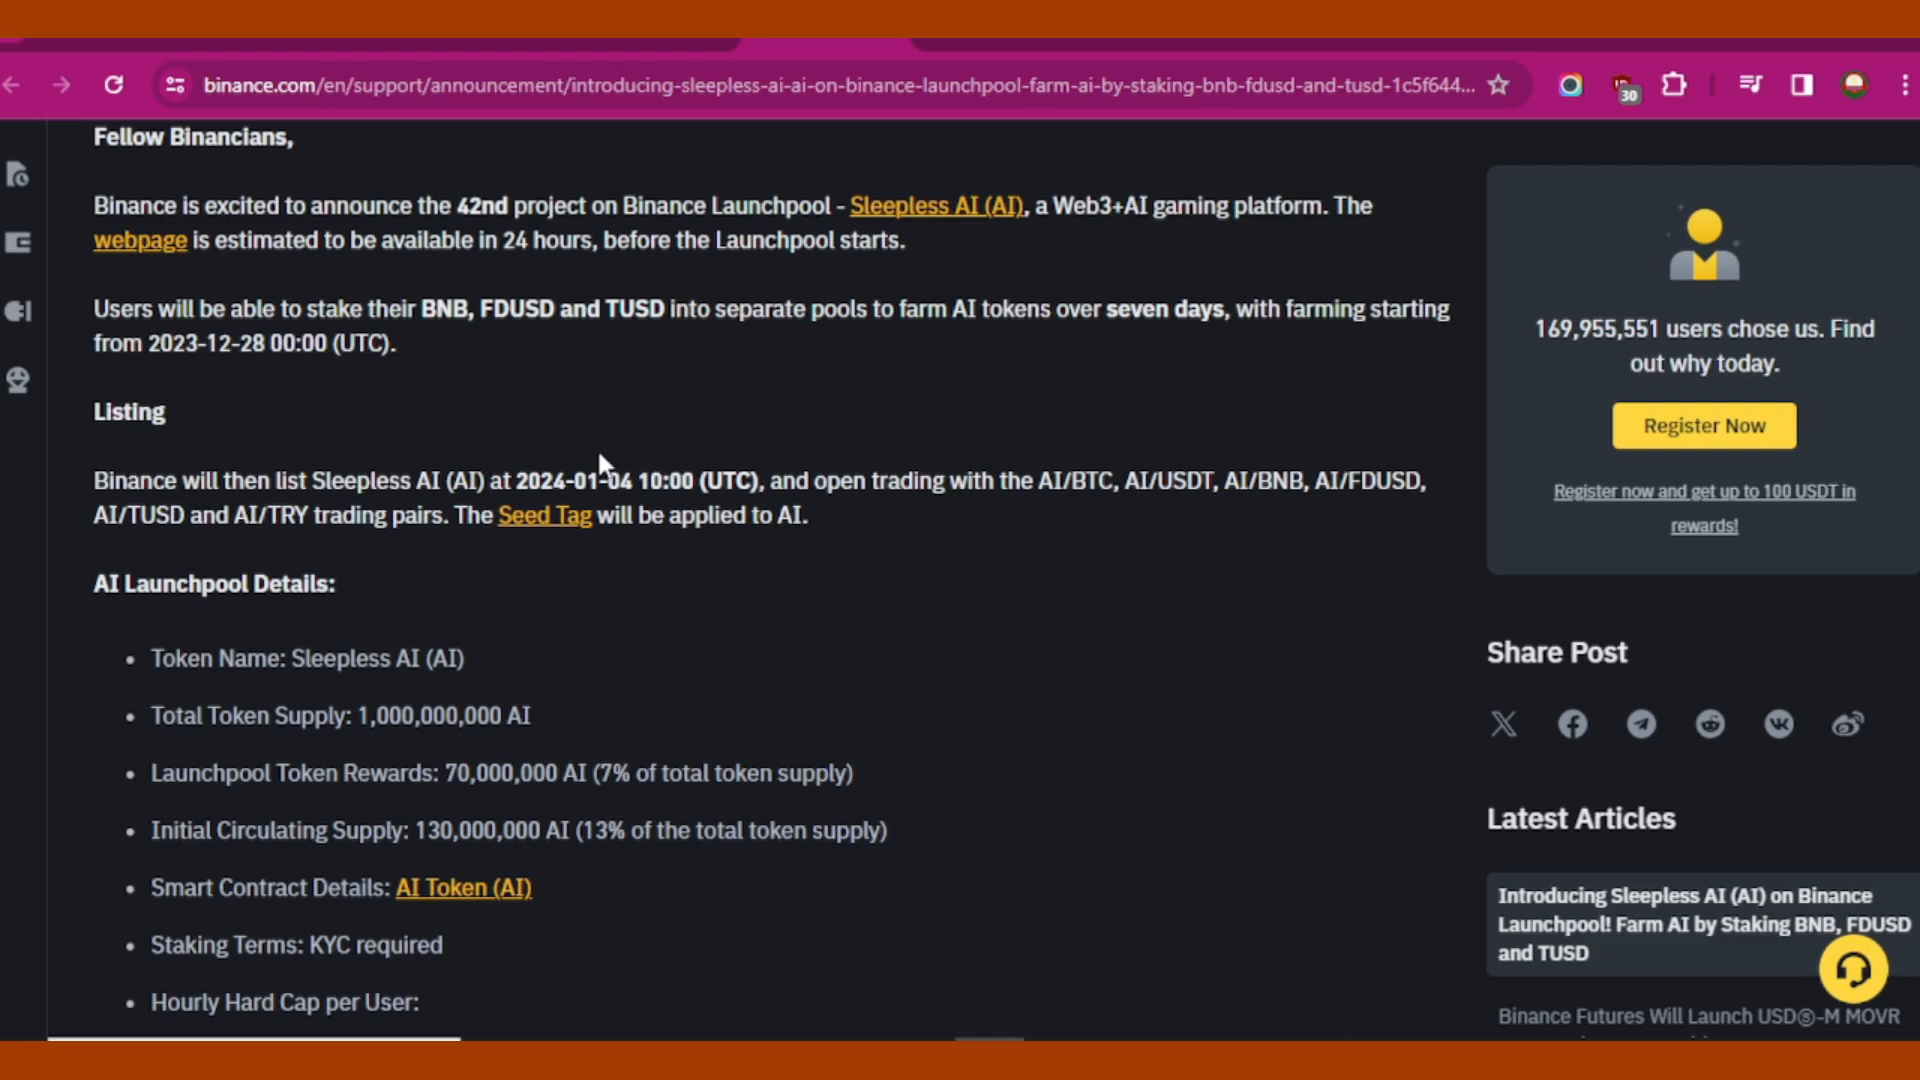 binance.com/en/support/announcement/introducing-sleepless-ai-ai-on-binance-launchpool-farm-ai-by-staking-bnb-fdusd-and-tusd-1c5f644...
30
Fellow Binancians,
Binance is excited to announce the 42nd project on Binance Launchpool - Sleepless AI (AI), a Web3+AI gaming platform. The
webpage is estimated to be available in 24 hours, before the Launchpool starts.
Users will be able to stake their BNB, FDUSD and TUSD into separate pools to farm AI tokens over seven days, with farming starting
from 2023-12-28 00:00 (UTC).
Listing
Binance will then list Sleepless AI (AI) at 2024-01-04 10:00 (UTC), and open trading with the AI/BTC, AI/USDT, AI/BNB, AI/FDUSD,
AI/TUSD and AI/TRY trading pairs. The Seed Tag will be applied to AI.
AI Launchpool Details:
• Token Name: Sleepless AI (AI)
• Total Token Supply: 1,000,000,000 AI
• Launchpool Token Rewards: 70,000,000 AI (7% of total token supply)
• Initial Circulating Supply: 130,000,000 AI (13% of the total token supply)
• Smart Contract Details: AI Token (AI)
• Staking Terms: KYC required
• Hourly Hard Cap per User:
169,955,551 users chose us. Find
out why today.
Register Now
Register now and get up to 100 USDT in
rewards!
Share Post
Latest Articles
Introducing Sleepless AI (AI) on Binance
Launchpool! Farm AI by Staking BNB, FDUSD
and TUSD
Binance Futures Will Launch USDⓈ-M MOVR